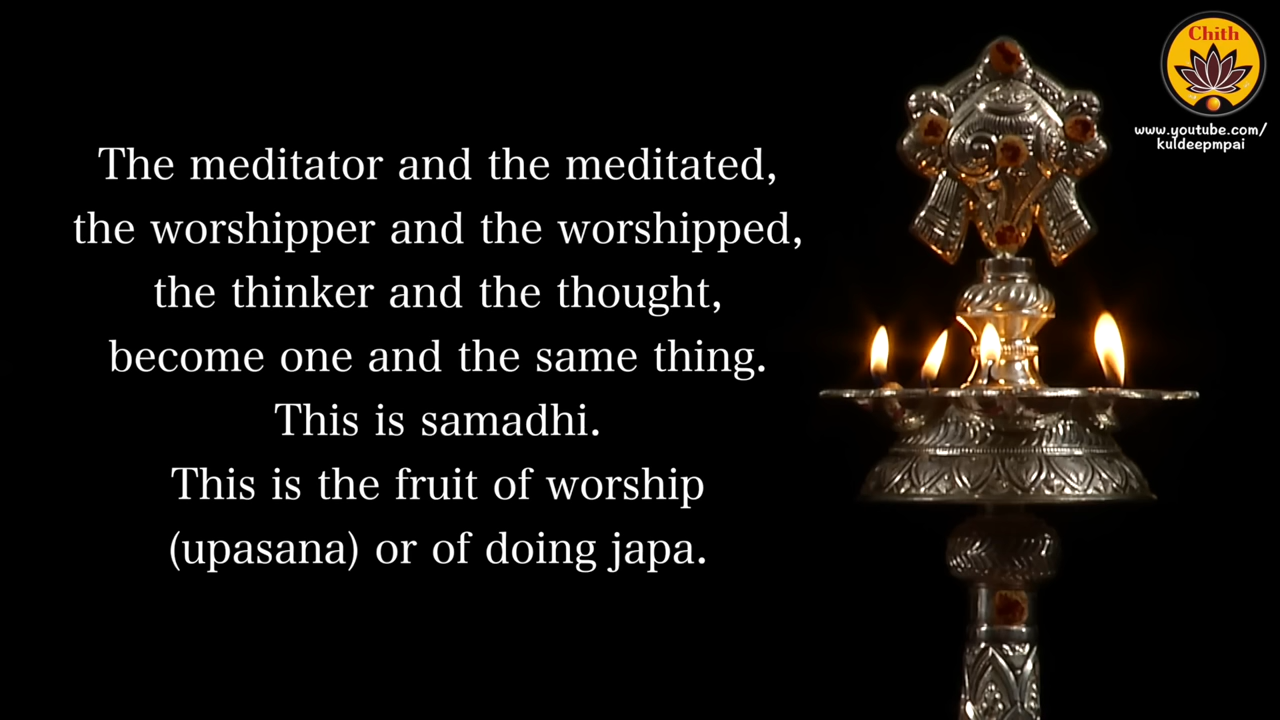 The meditator and the meditated,
the worshipper and the worshipped,
the thinker and the thought,
become one and the same thing.
This is samadhi.
This is the fruit of worship
(upasana) or of doing japa.
Chith
www.youtube.com/
kuldeepmpai